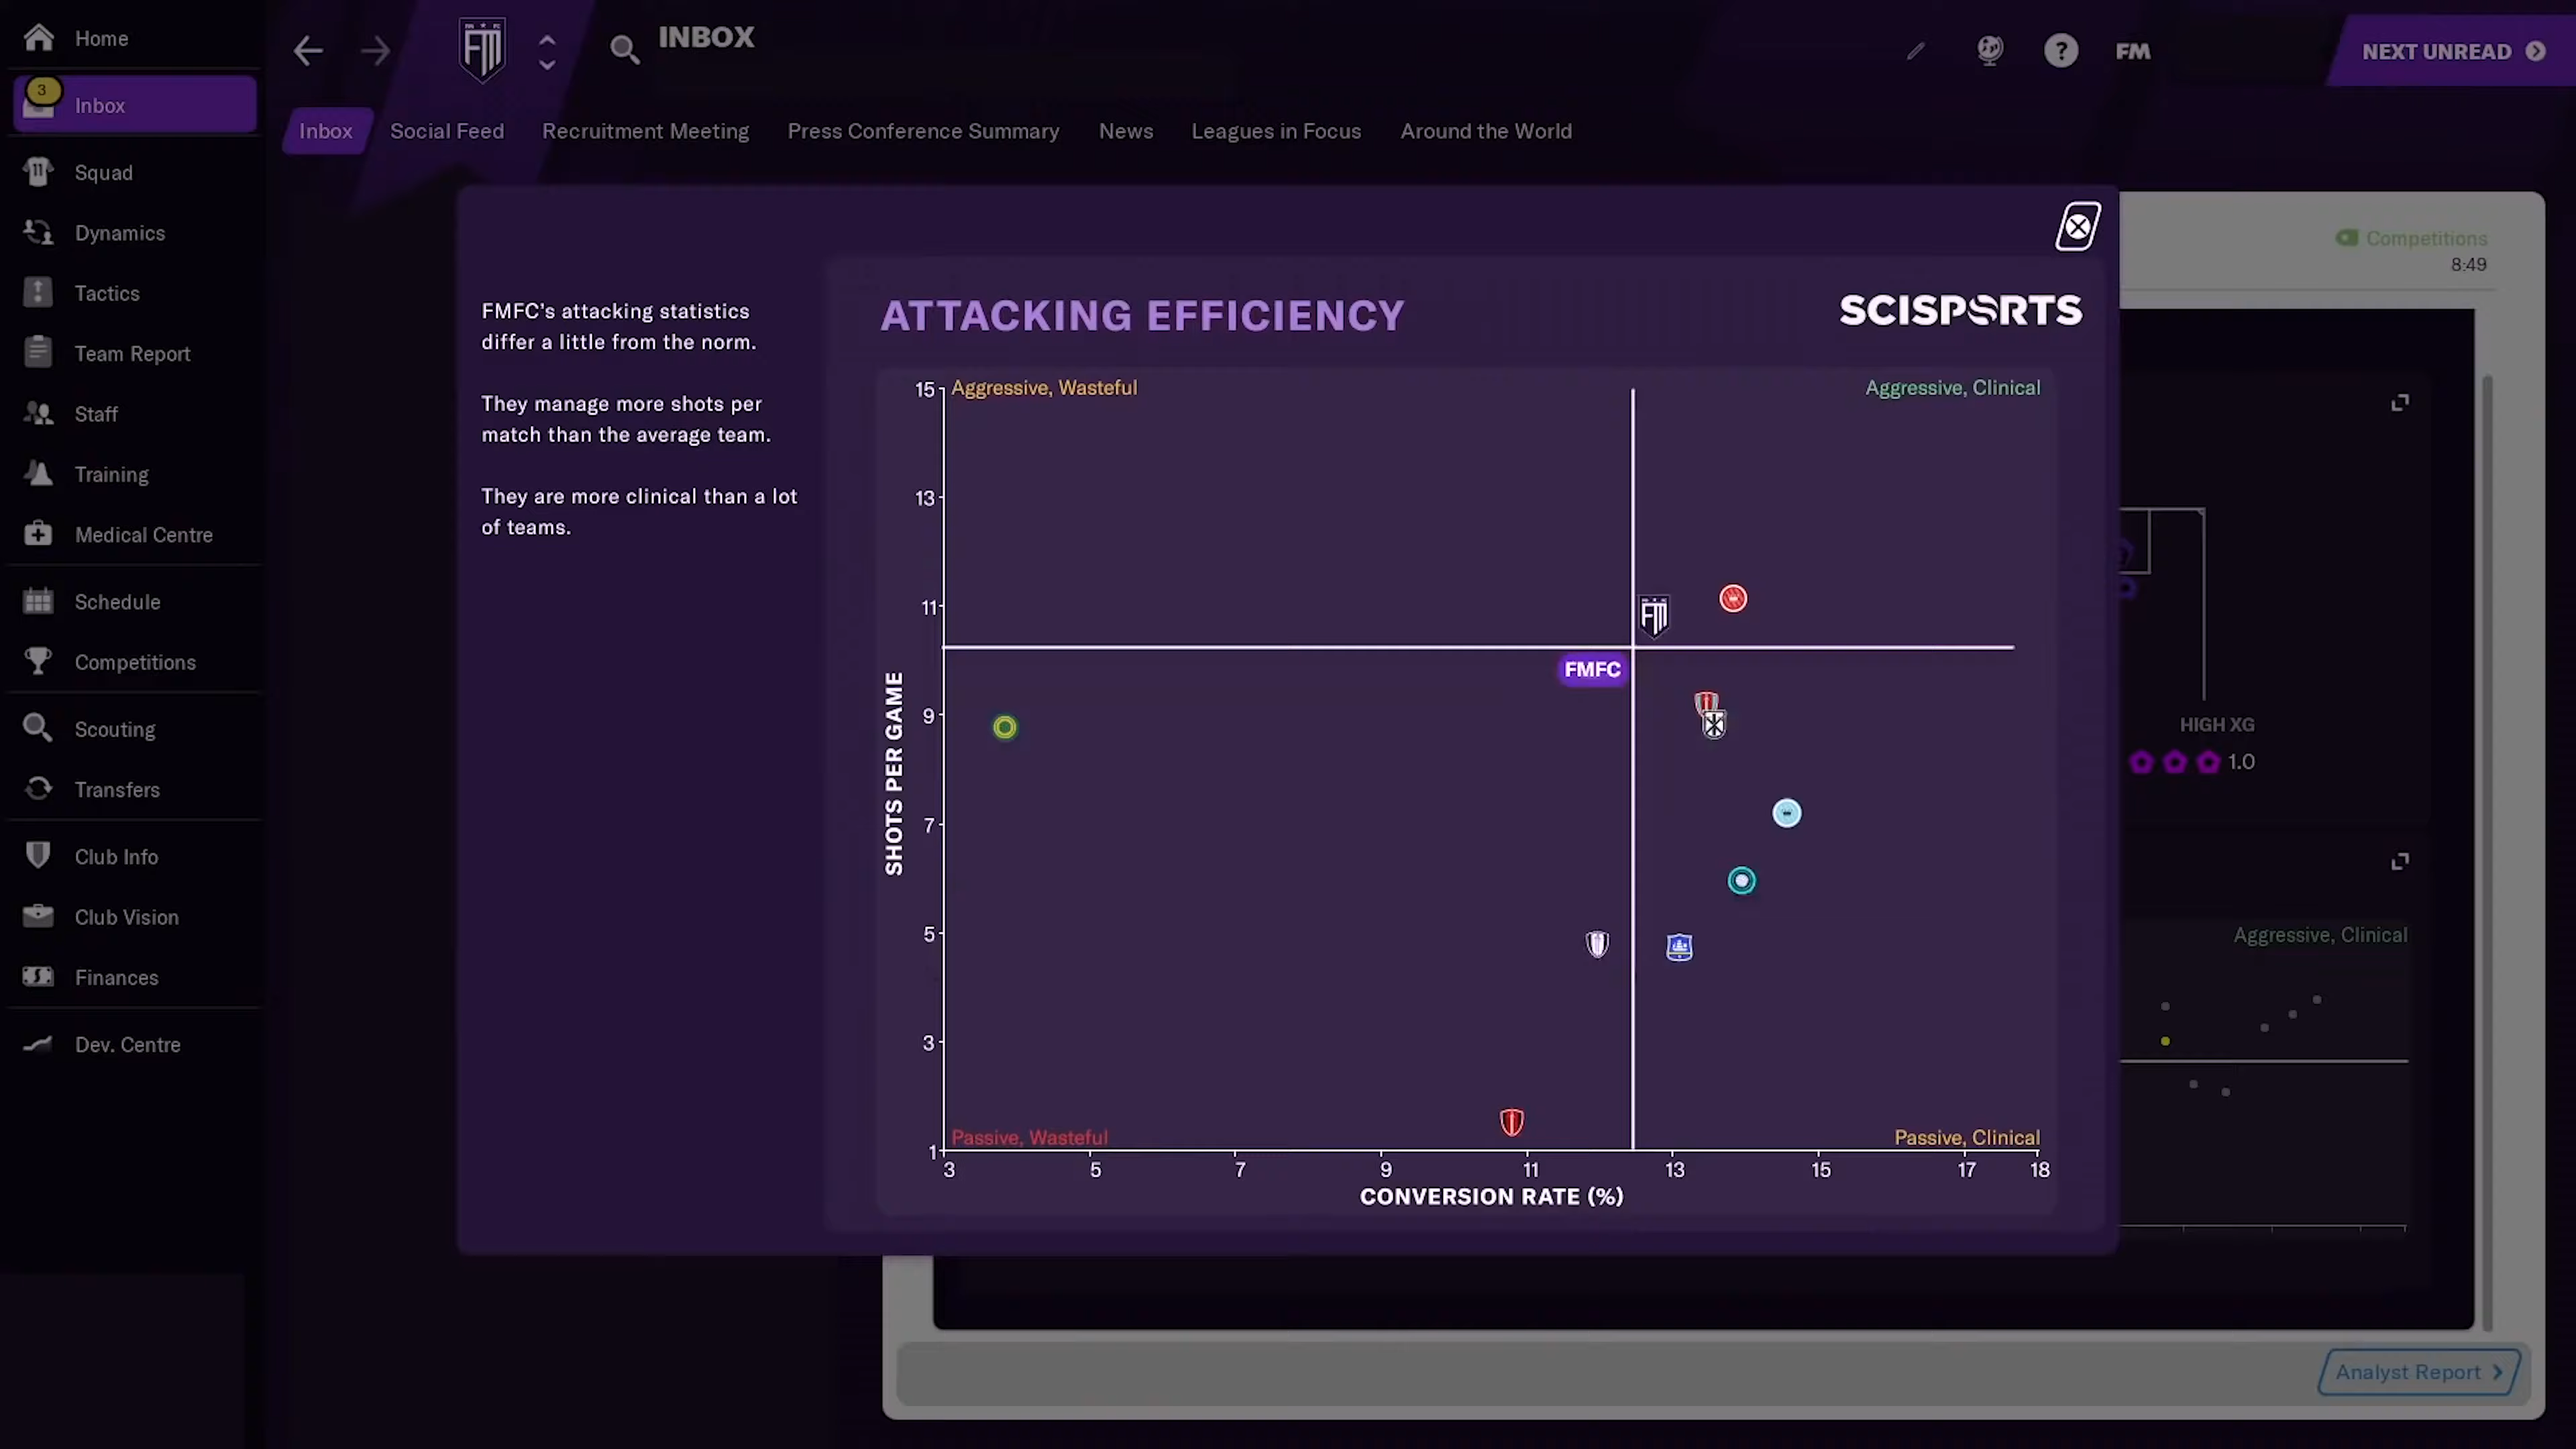 Home
3
Inbox
Squad
Dynamics
Tactics
Team Report
Staff
Training
Medical Centre
Schedule
Competitions
Scouting
Transfers
Club Info
Club Vision
Finances
Dev. Centre
FM
INBOX
?
FM
NEXT UNREAD
Inbox
Social Feed
Recruitment Meeting
Press Conference Summary
News
Leagues in Focus
Around the World
Competitions
8:49
FMFC's attacking statistics
differ a little from the norm.
They manage more shots per
match than the average team.
They are more clinical than a lot
of teams.
ATTACKING EFFICIENCY
SCISPORTS
Aggressive, Wasteful
Aggressive, Clinical
15
13
11
9
7
5
3
1
SHOTS PER GAME
FM
FMFC
Passive, Wasteful
Passive, Clinical
3
5
7
9
11
13
15
17
18
CONVERSION RATE (%)
HIGH XG
1.0
Aggressive, Clinical
Analyst Report